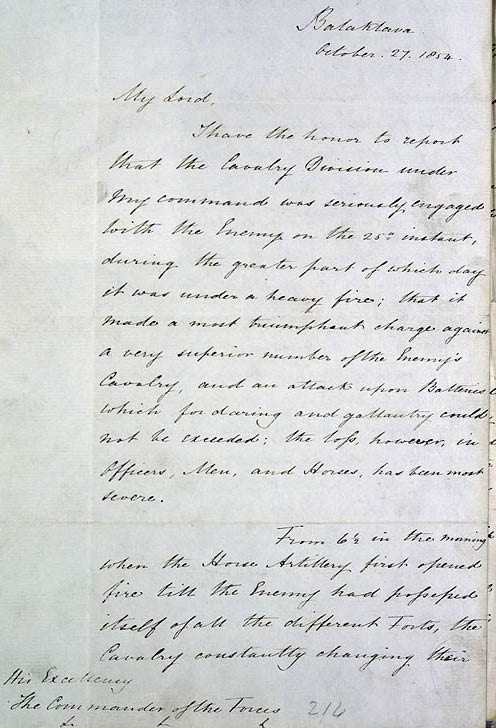 Balaklava
October. 27. 1854.
My Lord,
I have the honor to report
that the Cavalry Division under
my command was seriously engaged
with the Enemy on the 25th instant,
during the greater part of which day
it was under a heavy fire; that it
made a most triumphant charge against
a very superior number of the Enemy's
Cavalry, and an attack upon Batteries
which for daring and gallantry could
not be exceeded; the loss, however, in
Officers, Men, and Horses, has been most
severe.
From 6½ in the morning
when the Horse Artillery first opened
fire till the Enemy had possessed
itself of all the different Forts, the
Cavalry constantly changing their
His Excellency
The Commander of the Forces
216